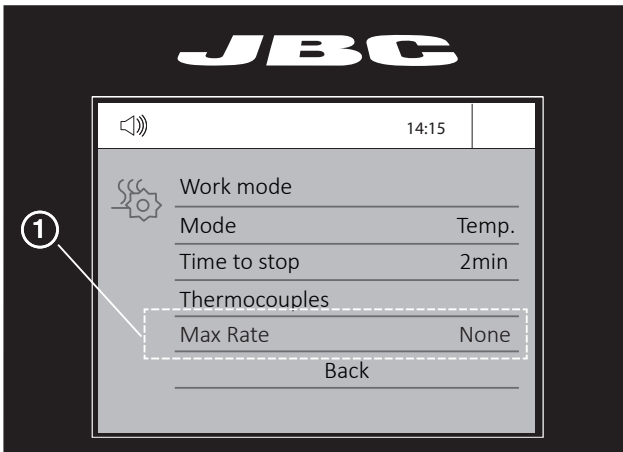 JBC
14:15
Work mode
Mode Temp.
Time to stop 2min
Thermocouples
1
Max Rate None
Back